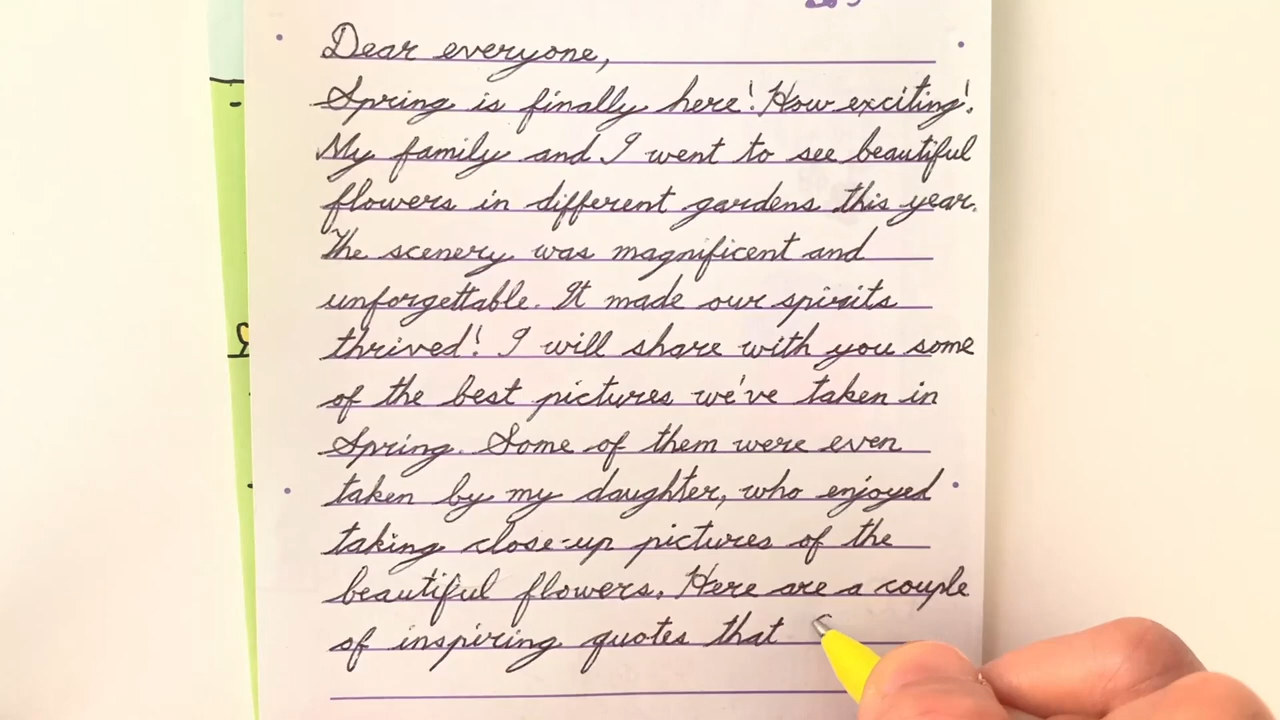 Dear everyone,
Spring is finally here! How exciting!
My family and I went to see beautiful
flowers in different gardens this year.
The scenery was magnificent and
unforgettable. It made our spirits
thrived! I will share with you some
of the best pictures we've taken in
Spring. Some of them were even
taken by my daughter, who enjoyed
taking close-up pictures of the
beautiful flowers. Here are a couple
of inspiring quotes that